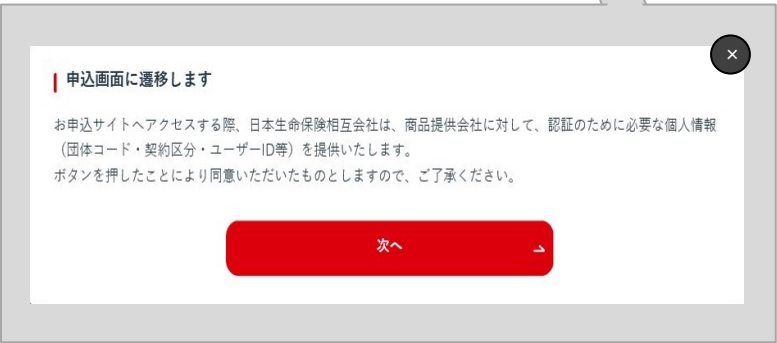 ×
申込画面に遷移します
お申込サイトへアクセスする際、日本生命保険相互会社は、商品提供会社に対して、認証のために必要な個人情報
（団体コード・契約区分・ユーザーID等）を提供いたします。
ボタンを押したことにより同意いただいたものとしますので、ご了承ください。
次へ